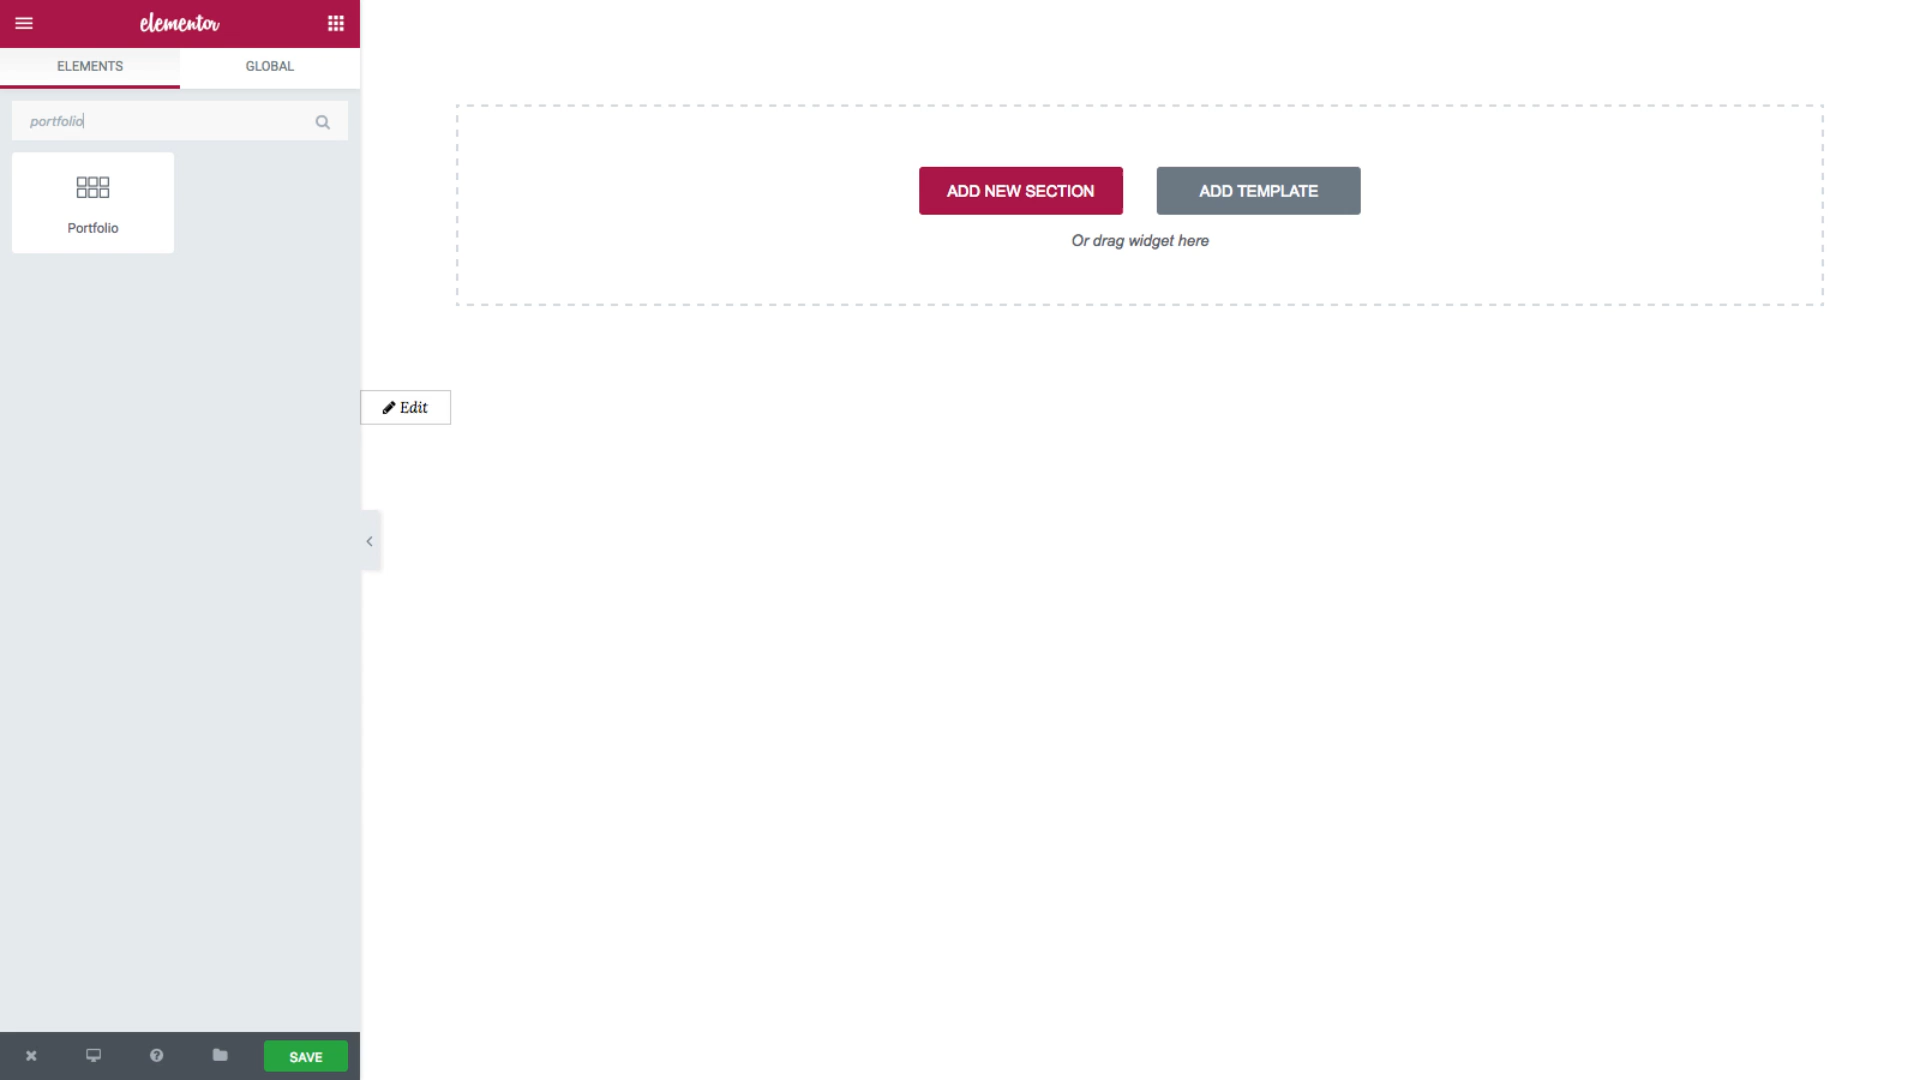 elementor
ELEMENTS
GLOBAL
portfolio
Portfolio
ADD NEW SECTION
ADD TEMPLATE
Or drag widget here
Edit
SAVE